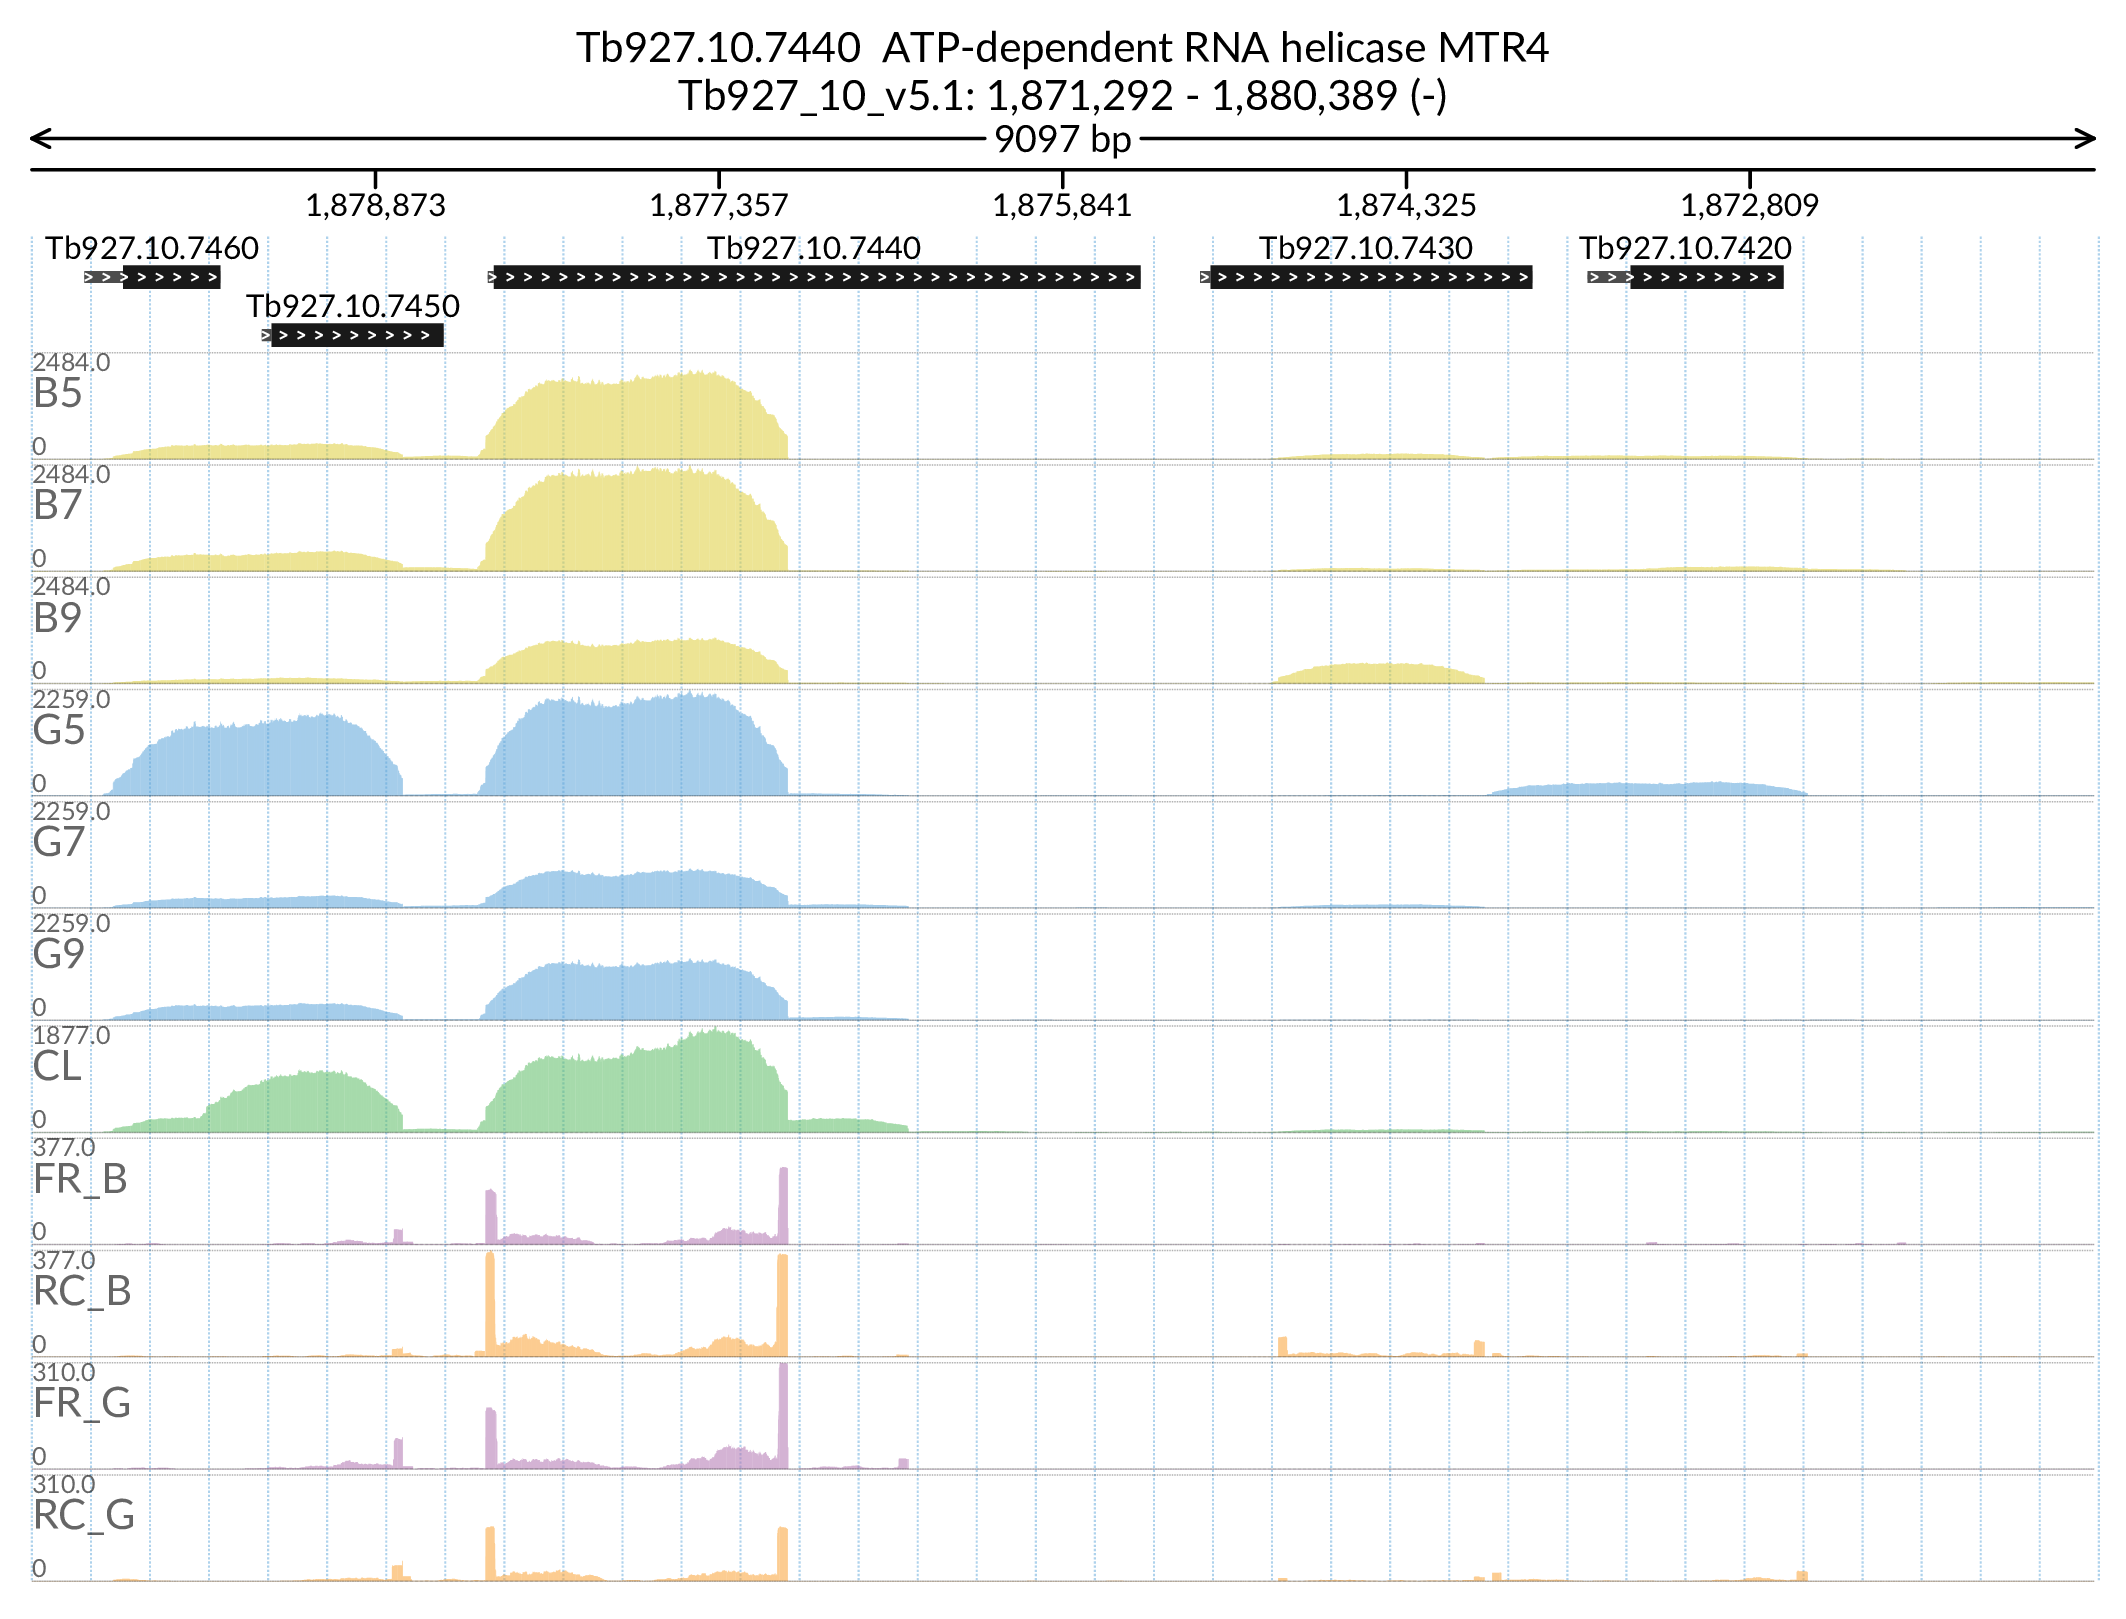 Tb927.10.7440  ATP-dependent RNA helicase MTR4
Tb927_10_v5.1: 1,871,292 - 1,880,389 (-)
9097 bp
1,878,873 1,877,357 1,875,841 1,874,325 1,872,809
Tb927.10.7460 Tb927.10.7440 Tb927.10.7430 Tb927.10.7420
Tb927.10.7450
2484.0
B5
0
2484.0
B7
0
2484.0
B9
0
2259.0
G5
0
2259.0
G7
0
2259.0
G9
0
1877.0
CL
0
377.0
FR_B
0
377.0
RC_B
0
310.0
FR_G
0
310.0
RC_G
0